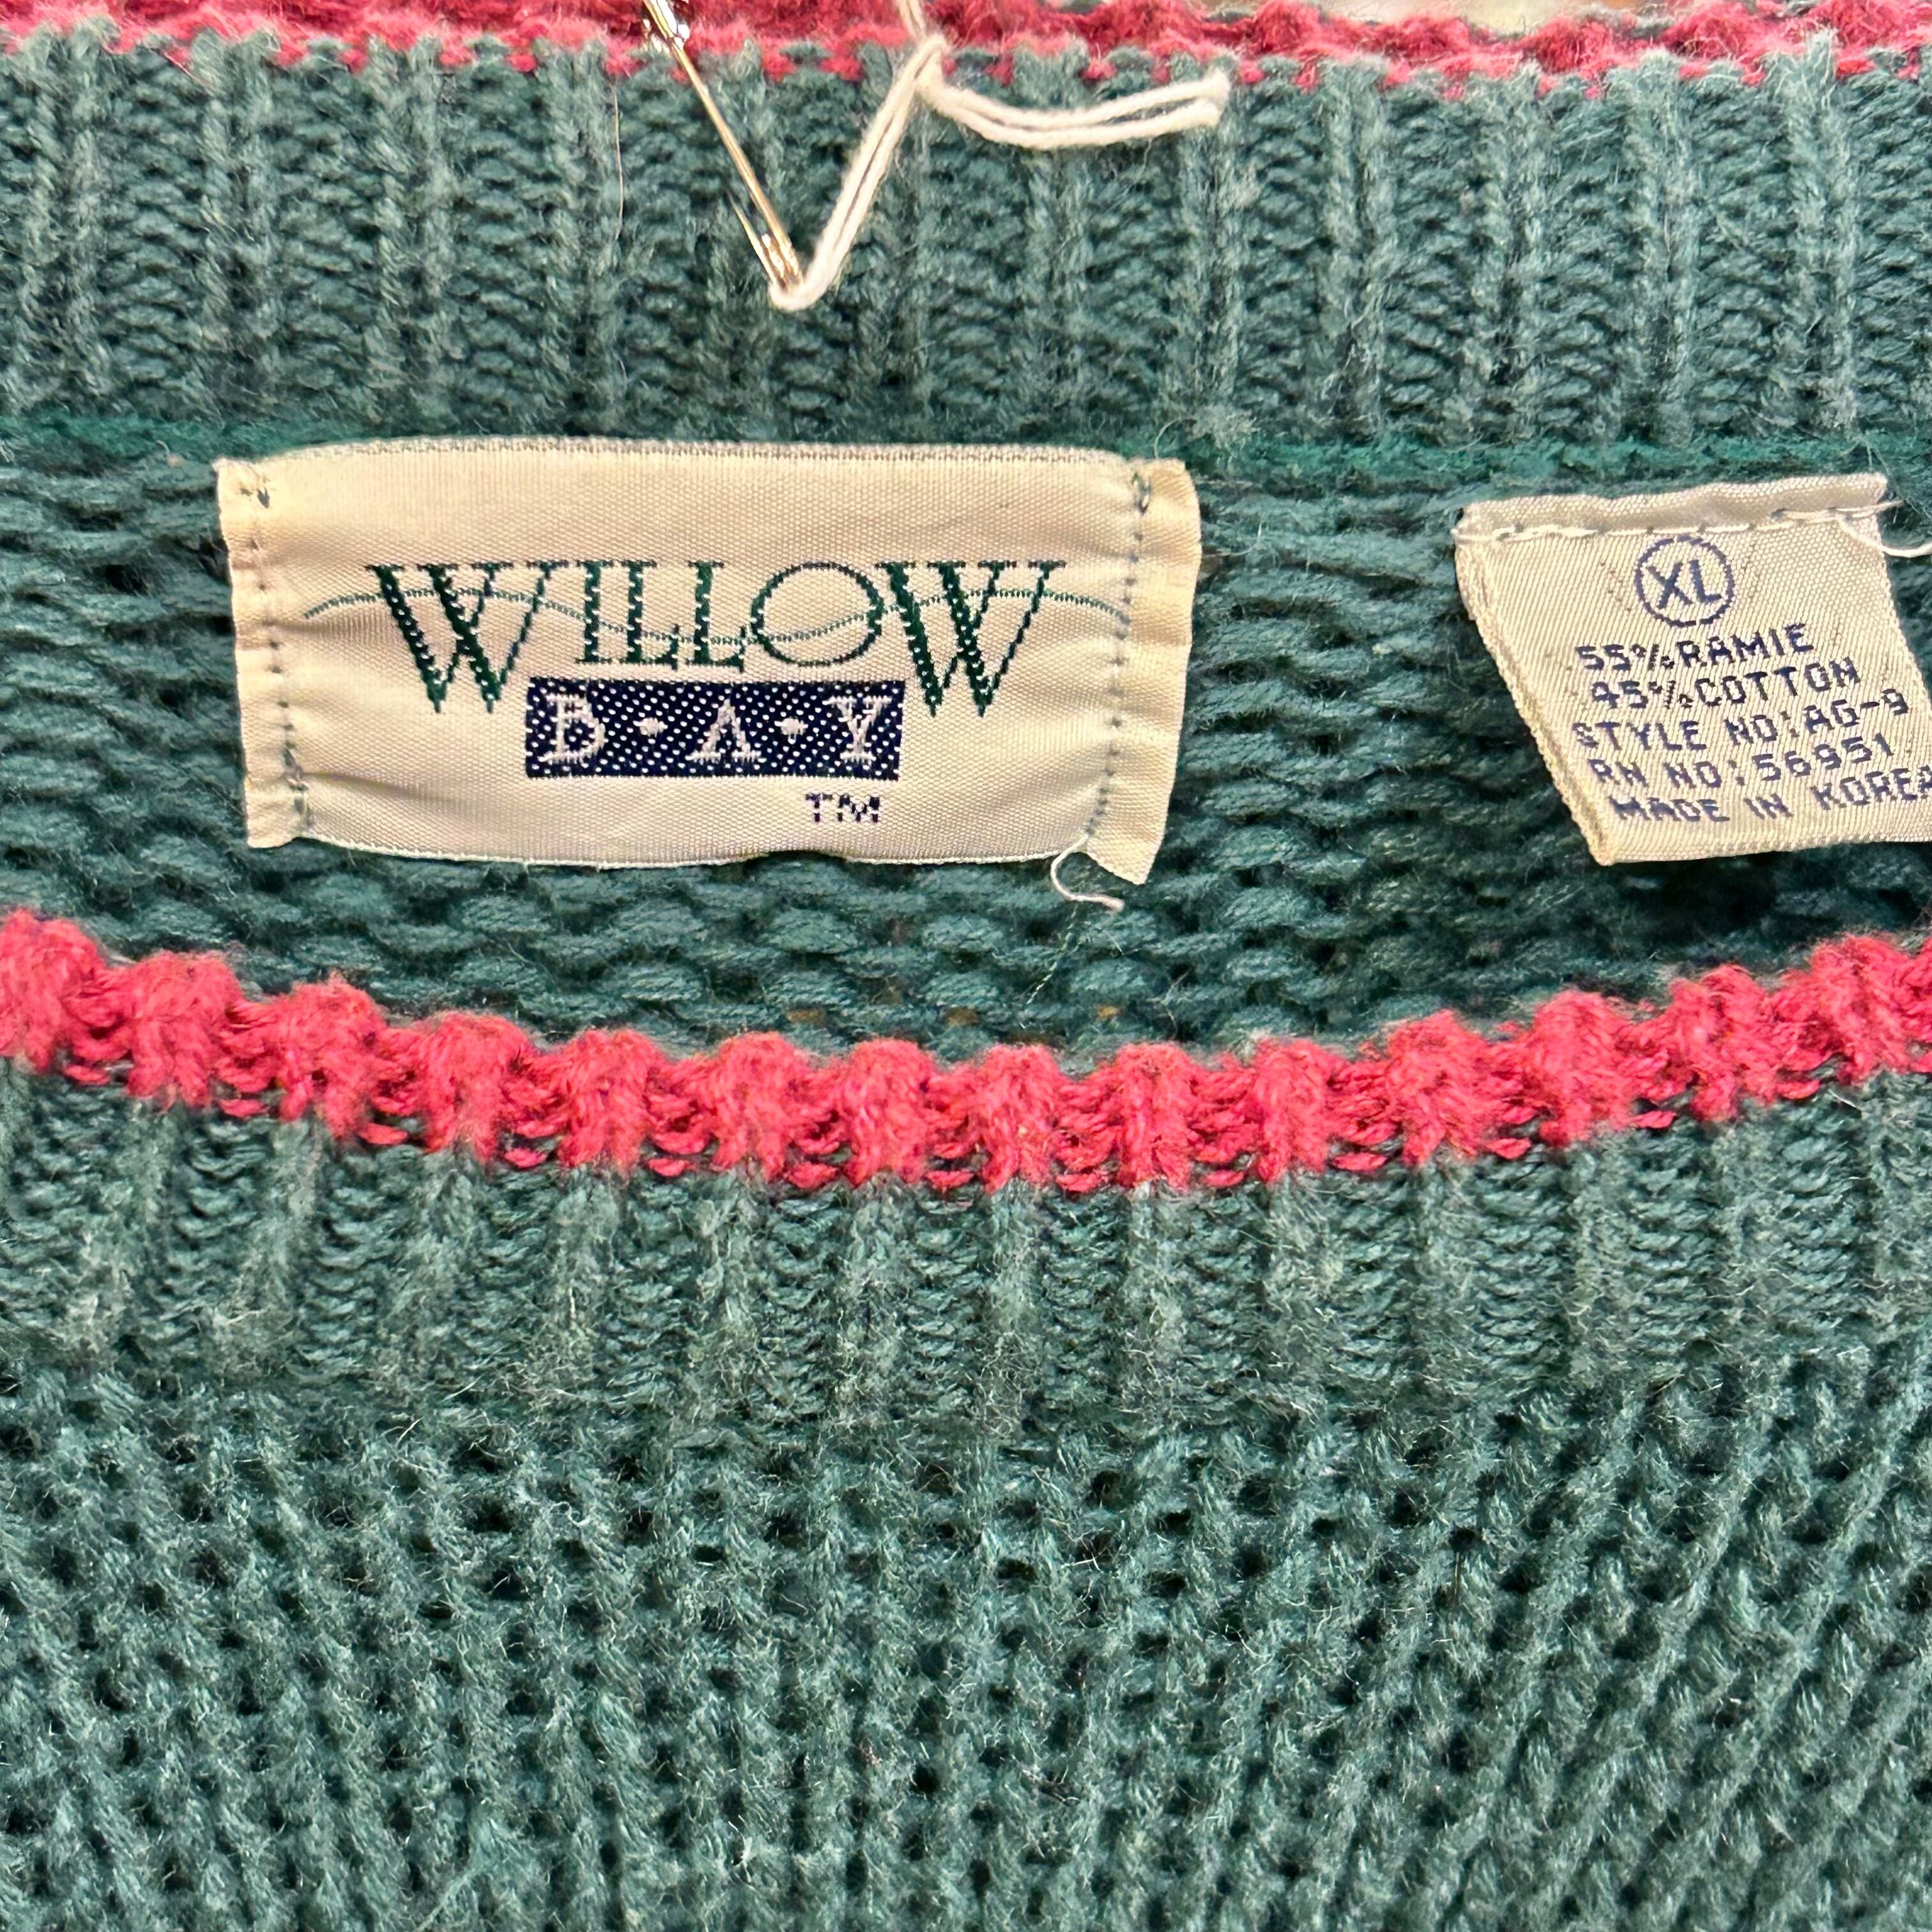 WILLOW
B·A·Y
TM
XL
55% RAMIE
45% COTTON
STYLE NO: AG-9
RN NO: 56951
MADE IN KOREA